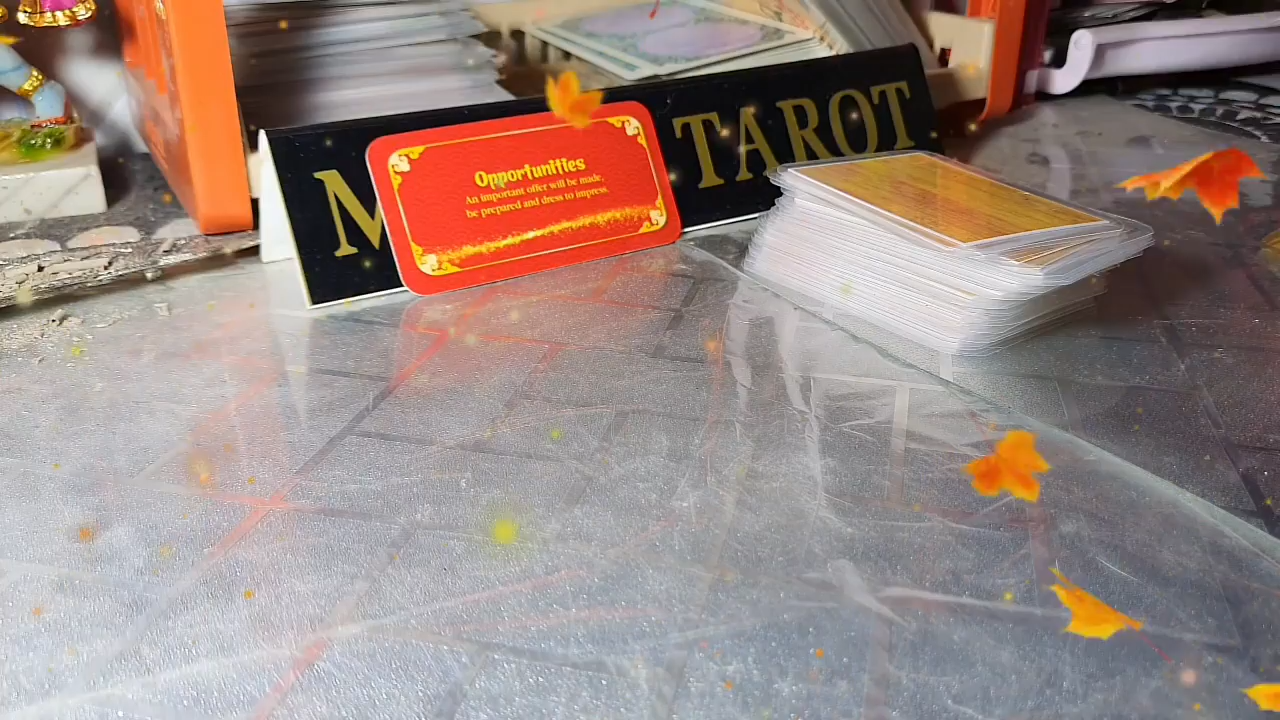 M
TAROT
Opportunities
An important offer will be made,
be prepared and dress to impress.